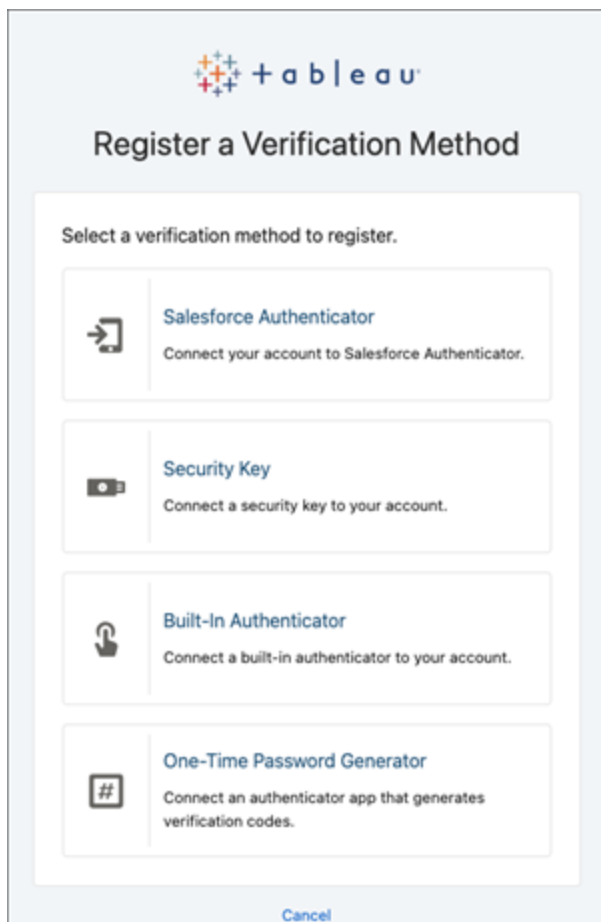 +ableau
Register a Verification Method
Select a verification method to register.
Salesforce Authenticator
Connect your account to Salesforce Authenticator.
Security Key
Connect a security key to your account.
Built-In Authenticator
Connect a built-in authenticator to your account.
One-Time Password Generator
Connect an authenticator app that generates
verification codes.
Cancel